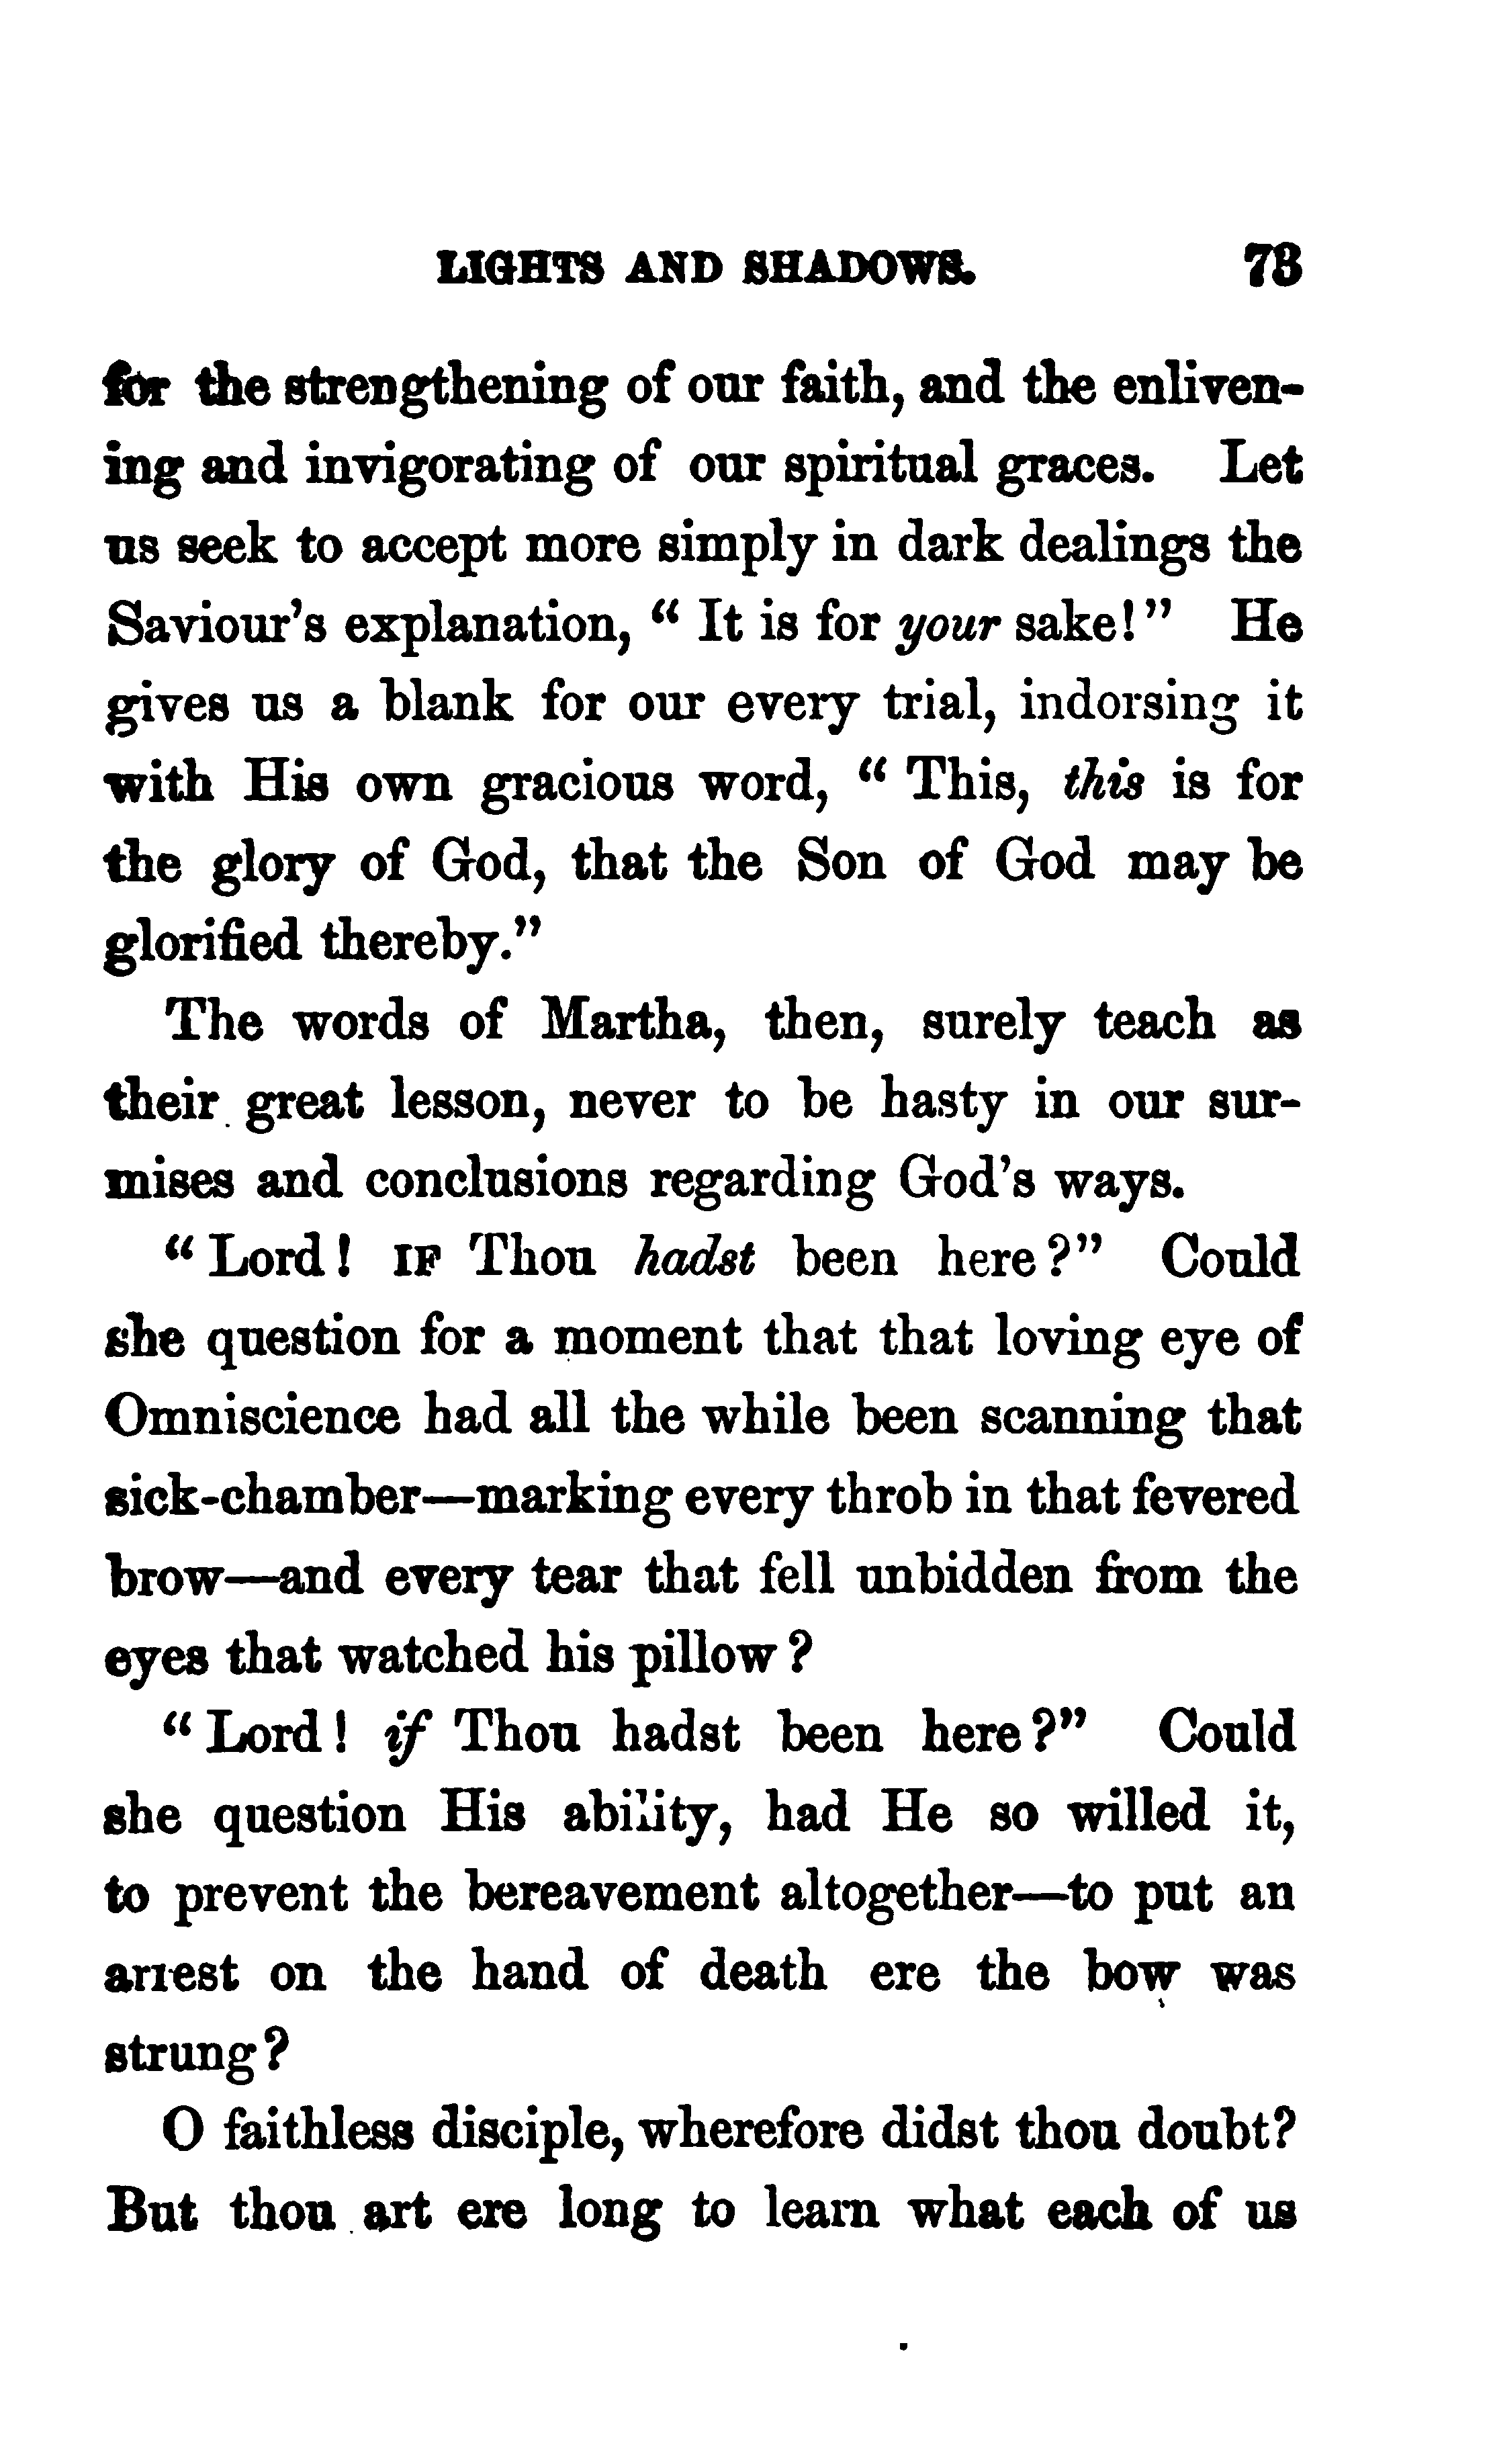 LIGHTS AND SHADOWS. 73
for the strengthening of our faith, and the enliven-
ing and invigorating of our spiritual graces. Let
us seek to accept more simply in dark dealings the
Saviour's explanation, “ It is for your sake!” He
gives us a blank for our every trial, indorsing it
with His own gracious word, “ This, this is for
the glory of God, that the Son of God may be
glorified thereby.”
The words of Martha, then, surely teach as
their great lesson, never to be hasty in our sur-
mises and conclusions regarding God's ways.
“ Lord! IF Thou hadst been here?” Could
she question for a moment that that loving eye of
Omniscience had all the while been scanning that
sick-chamber—marking every throb in that fevered
brow—and every tear that fell unbidden from the
eyes that watched his pillow?
“ Lord! if Thou hadst been here?” Could
she question His ability, had He so willed it,
to prevent the bereavement altogether—to put an
arrest on the hand of death ere the bow was
strung?
O faithless disciple, wherefore didst thou doubt?
But thou art ere long to learn what each of us